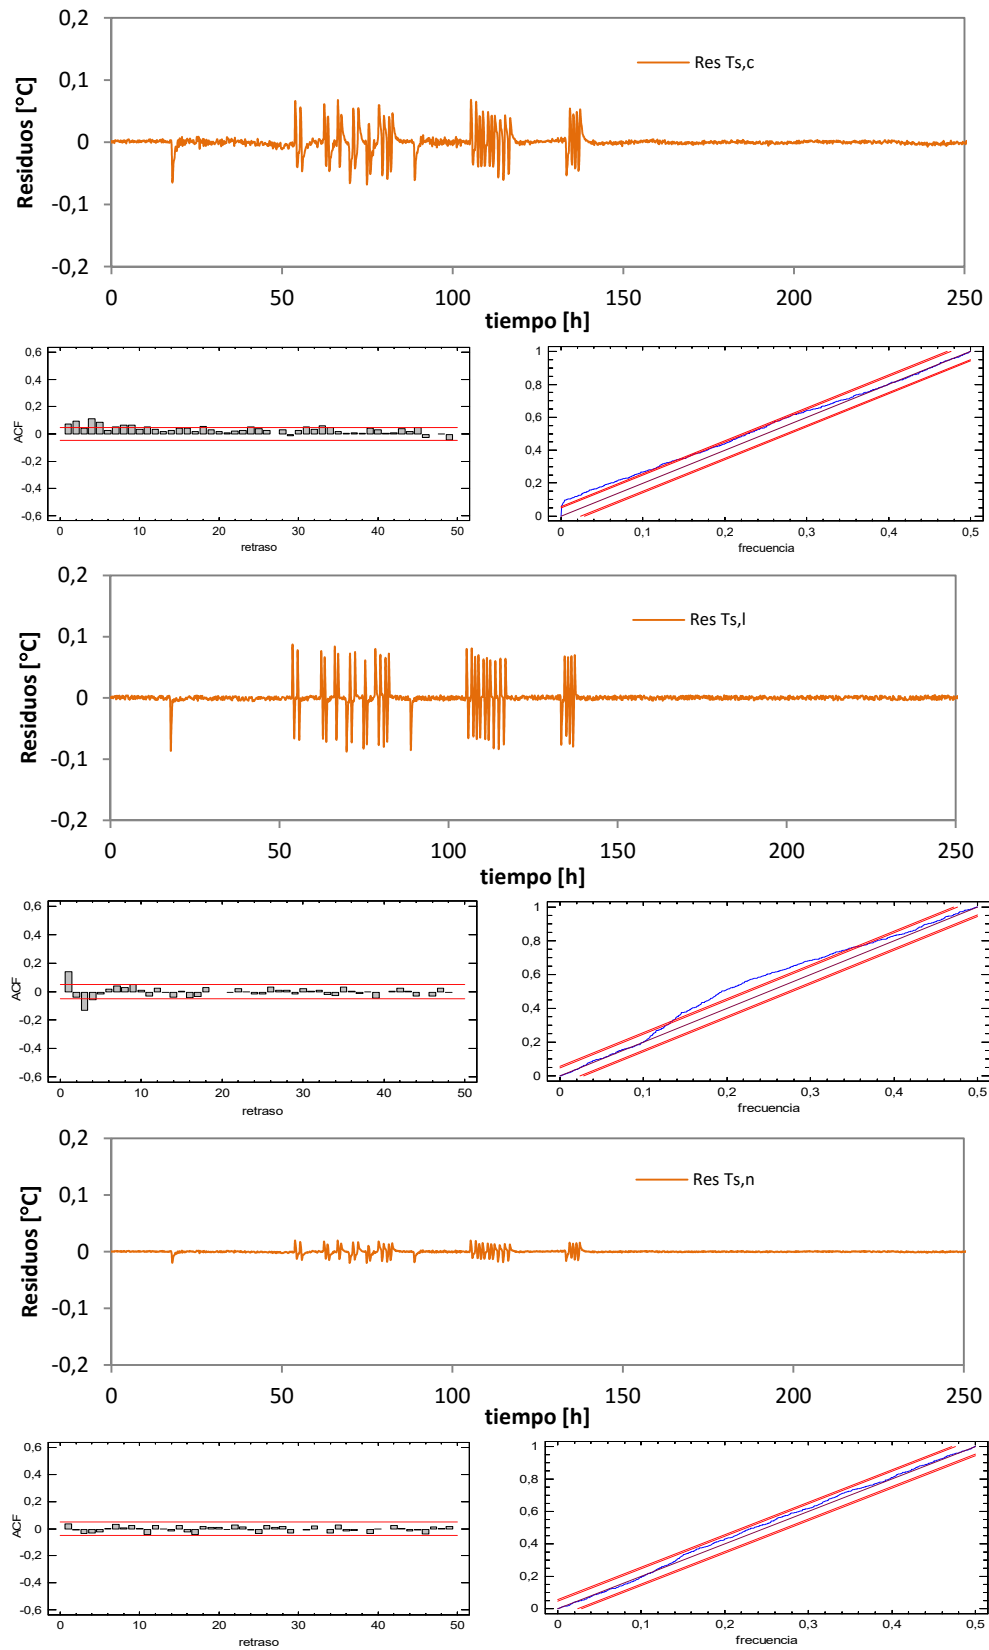 0,2
0,1
0
-0,1
-0,2
Residuos [°C]
Res Ts,c
0 50 100 150 200 250
tiempo [h]
0,6
0,4
0,2
0
-0,2
-0,4
-0,6
ACF
0 10 20 30 40 50
retraso
1
0,8
0,6
0,4
0,2
0
0 0,1 0,2 0,3 0,4 0,5
frecuencia
0,2
0,1
0
-0,1
-0,2
Residuos [°C]
Res Ts,l
0 50 100 150 200 250
tiempo [h]
0,6
0,4
0,2
0
-0,2
-0,4
-0,6
ACF
0 10 20 30 40 50
retraso
1
0,8
0,6
0,4
0,2
0
0 0,1 0,2 0,3 0,4 0,5
frecuencia
0,2
0,1
0
-0,1
-0,2
Residuos [°C]
Res Ts,n
0 50 100 150 200 250
tiempo [h]
0,6
0,4
0,2
0
-0,2
-0,4
-0,6
ACF
0 10 20 30 40 50
retraso
1
0,8
0,6
0,4
0,2
0
0 0,1 0,2 0,3 0,4 0,5
frecuencia